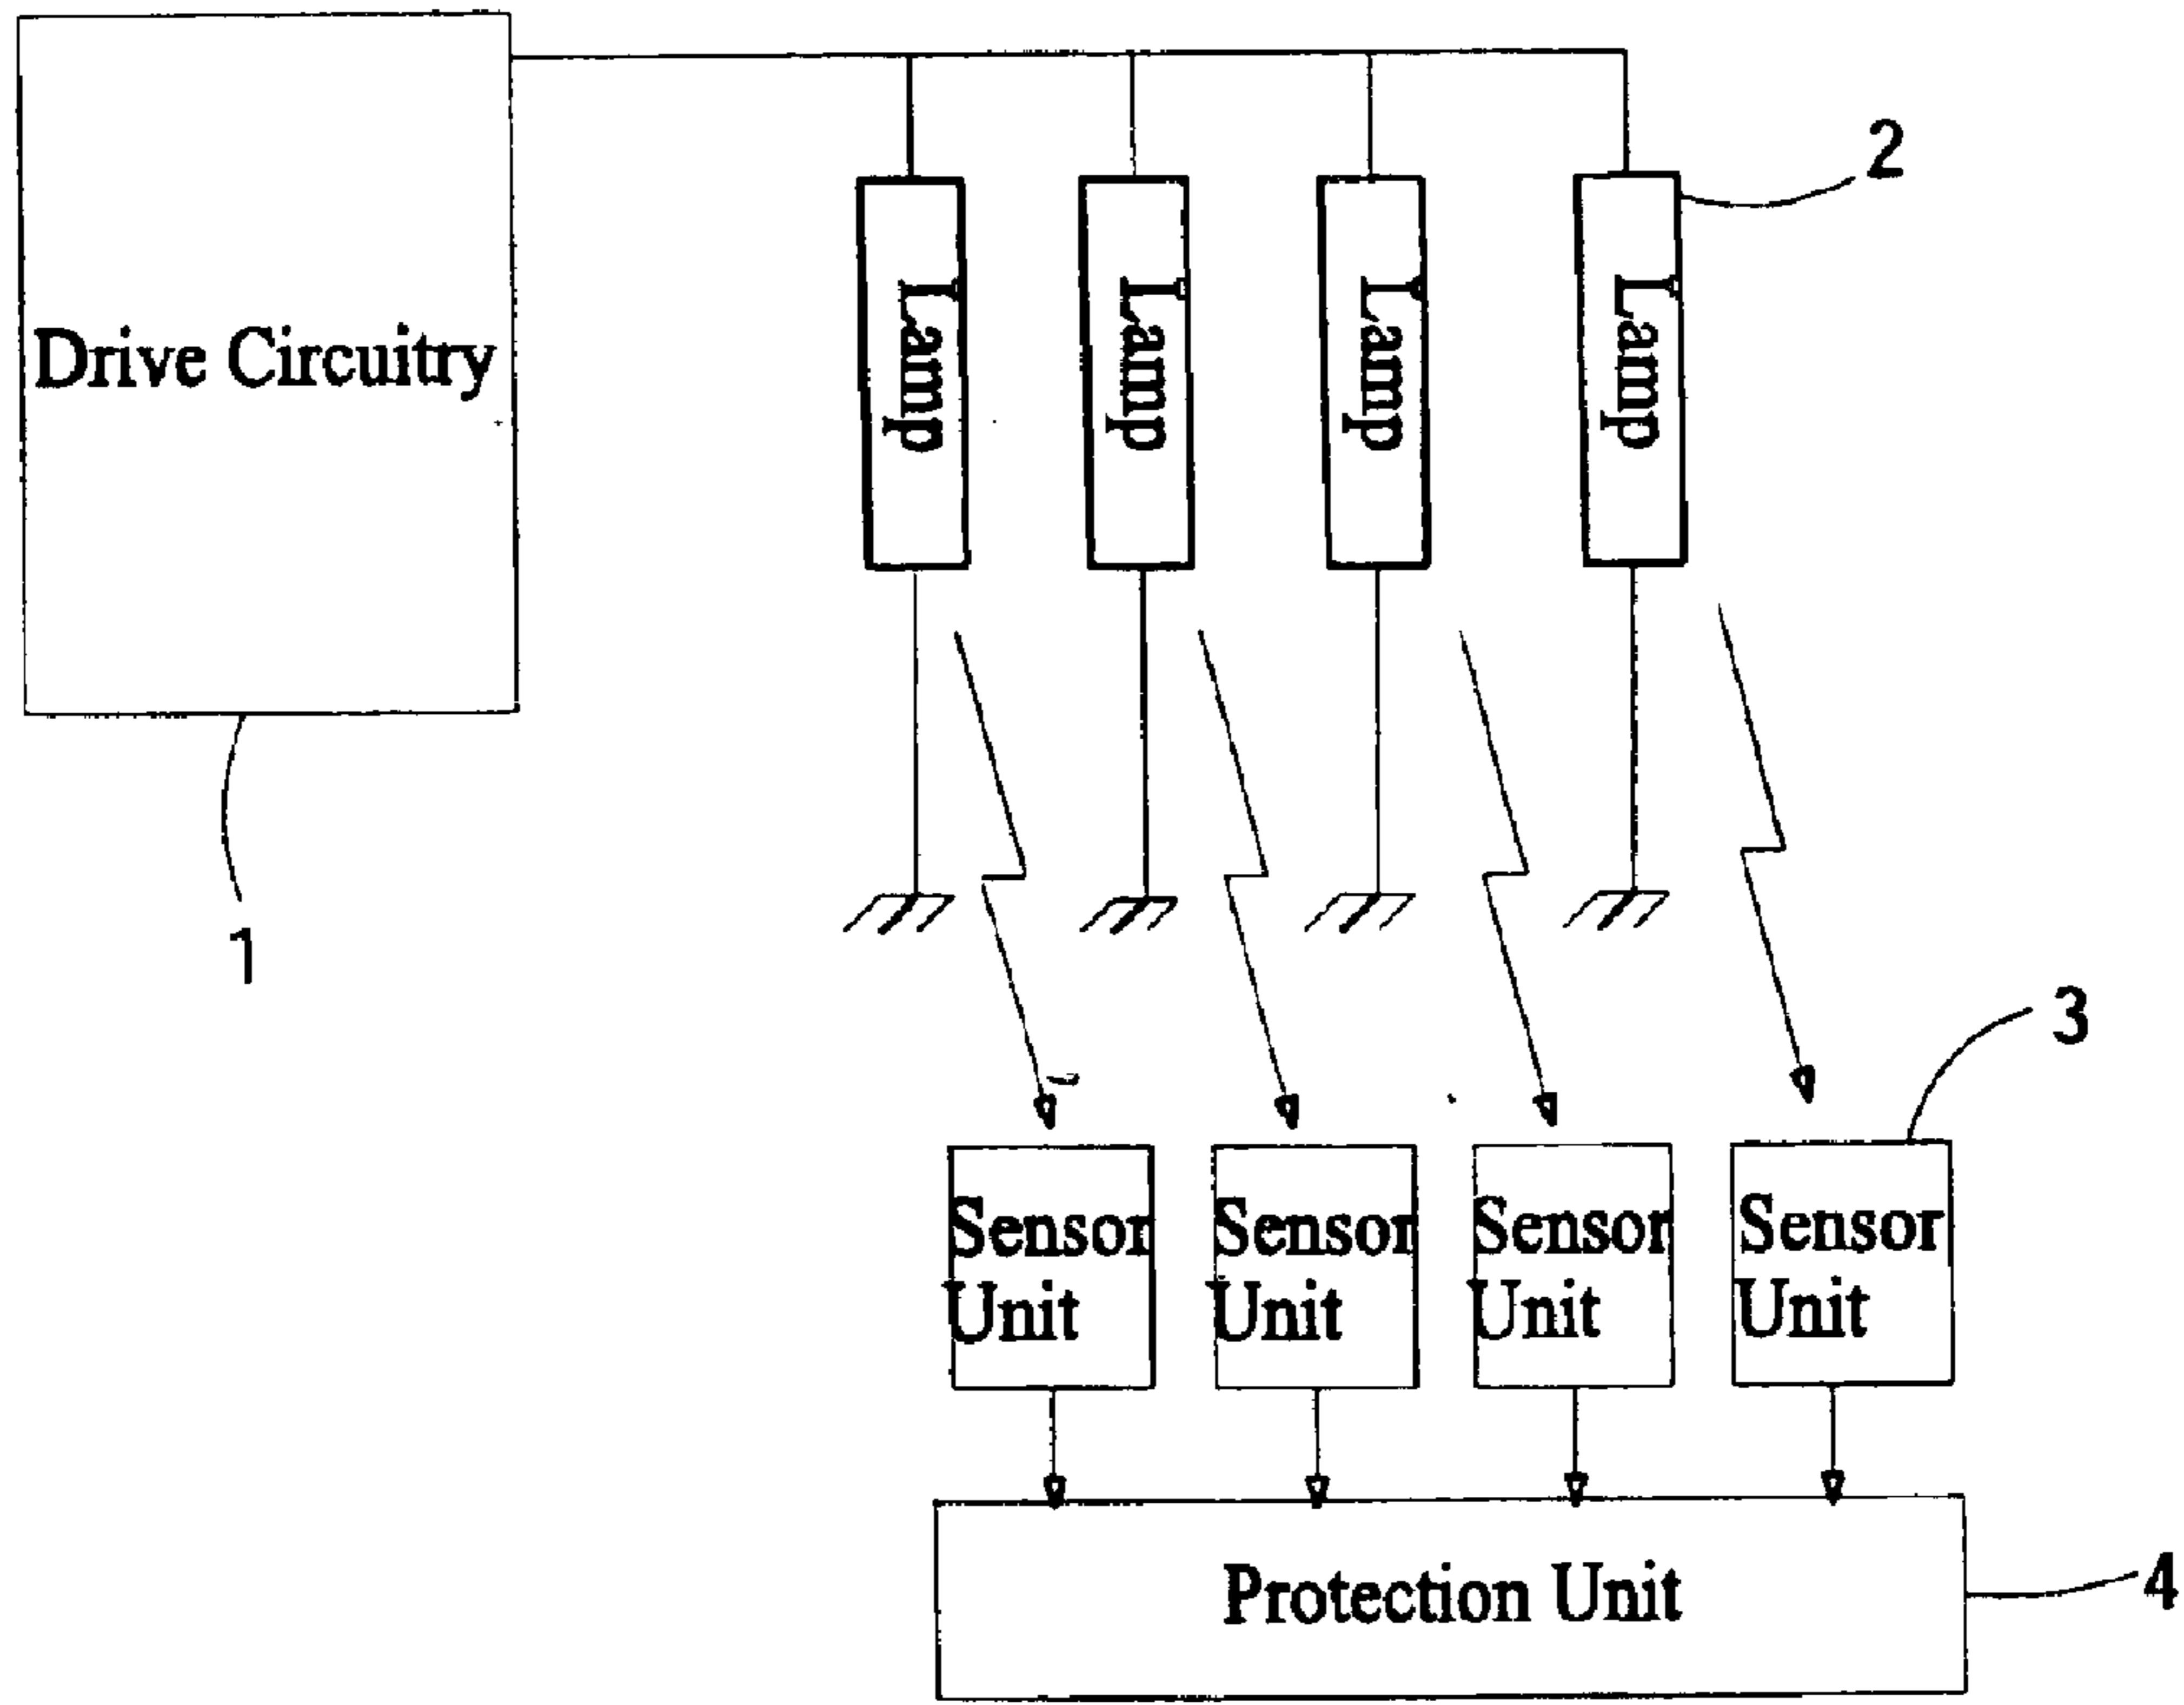 2
Drive Circuitry
Lamp
Lamp
Lamp
Lamp
1
3
Sensor
Unit
Sensor
Unit
Sensor
Unit
Sensor
Unit
Protection Unit
4